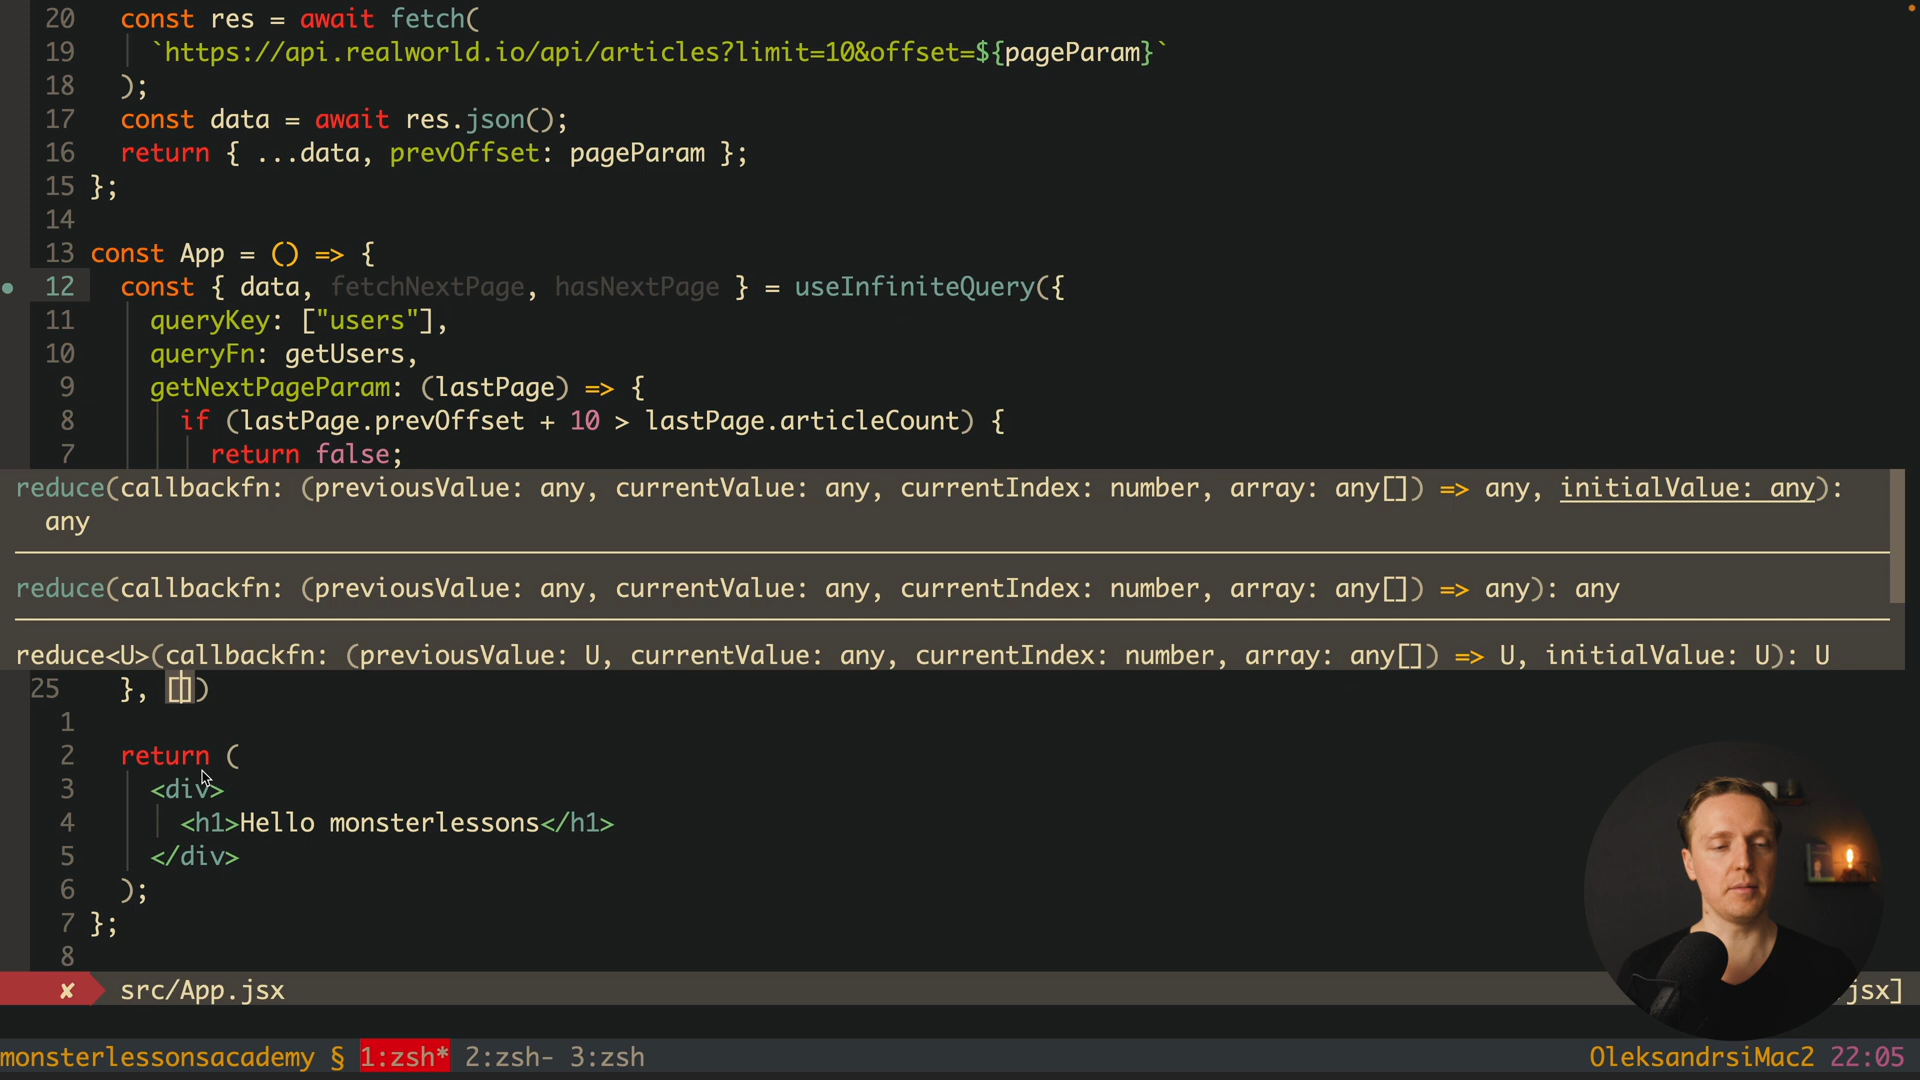 20 const res = await fetch(
19 `https://api.realworld.io/api/articles?limit=10&offset=${pageParam}`
18 );
17 const data = await res.json();
16 return { ...data, prevOffset: pageParam };
15 };
14
13 const App = () => {
12 const { data, fetchNextPage, hasNextPage } = useInfiniteQuery({
11 queryKey: ["users"],
10 queryFn: getUsers,
9 getNextPageParam: (lastPage) => {
8 if (lastPage.prevOffset + 10 > lastPage.articleCount) {
7 return false;
reduce(callbackfn: (previousValue: any, currentValue: any, currentIndex: number, array: any[]) => any, initialValue: any):
any
reduce(callbackfn: (previousValue: any, currentValue: any, currentIndex: number, array: any[]) => any): any
reduce<U>(callbackfn: (previousValue: U, currentValue: any, currentIndex: number, array: any[]) => U, initialValue: U): U
25 }, [])
1
2 return (
3 <div>
4 <h1>Hello monsterlessons</h1>
5 </div>
6 );
7 };
8
✘ src/App.jsx jsx]
monsterlessonsacademy § 1:zsh* 2:zsh- 3:zsh OleksandrsiMac2 22:05